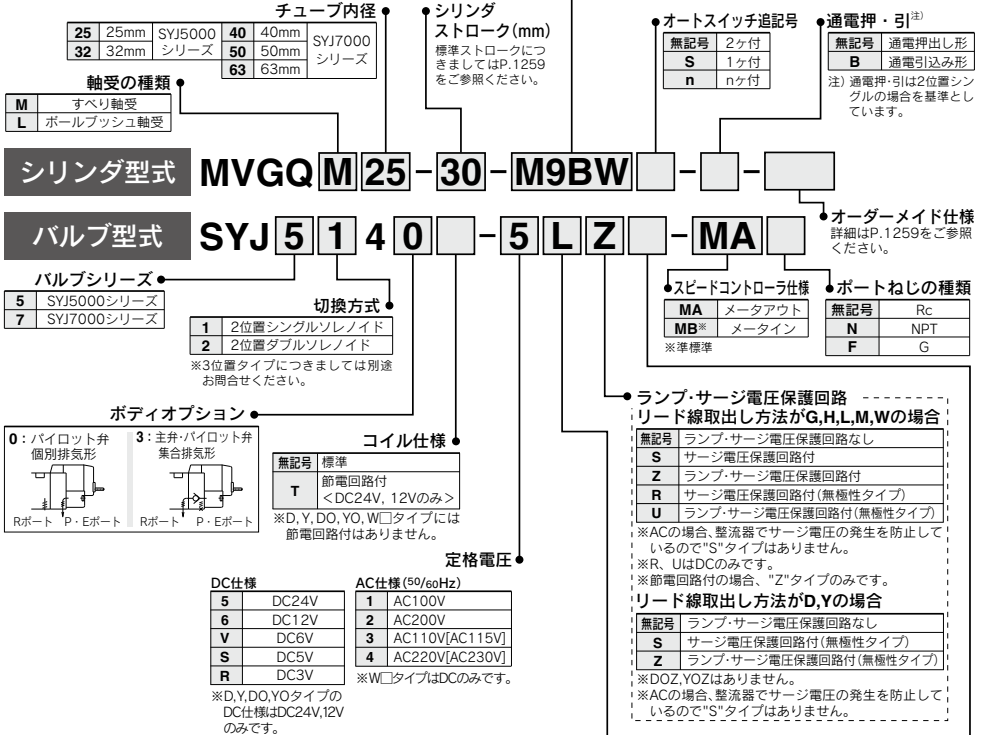 チューブ内径
25 25mm SYJ5000 シリーズ
32 32mm
40 40mm SYJ7000 シリーズ
50 50mm
63 63mm
シリンダ
ストローク(mm)
標準ストロークにつ
きましてはP.1259
をご参照ください。
オートスイッチ追記号
無記号 2ヶ付
S 1ヶ付
n nヶ付
通電押・引注)
無記号 通電押出し形
B 通電引込み形
注) 通電押・引は2位置シン
グルの場合を基準とし
ています。
軸受の種類
M すべり軸受
L ボールブッシュ軸受
シリンダ型式 MVGQ M 25 - 30 - M9BW □ - □ - □
オーダーメイド仕様
詳細はP.1259をご参照
ください。
バルブ型式 SYJ 5 1 4 0 □ - 5 L Z □ - MA □
バルブシリーズ
5 SYJ5000シリーズ
7 SYJ7000シリーズ
切換方式
1 2位置シングルソレノイド
2 2位置ダブルソレノイド
※3位置タイプにつきましては別途
お問合せください。
スピードコントローラ仕様
MA メータアウト
MB※ メータイン
※準標準
ポートねじの種類
無記号 Rc
N NPT
F G
ボディオプション
0：パイロット弁
個別排気形
Rポート P・Eポート
3：主弁・パイロット弁
集合排気形
Rポート P・Eポート
コイル仕様
無記号 標準
T 節電回路付
<DC24V, 12Vのみ>
※D, Y, DO, YO, W□タイプには
節電回路付はありません。
定格電圧
DC仕様
5 DC24V
6 DC12V
V DC6V
S DC5V
R DC3V
※D,Y,DO,YOタイプの
DC仕様はDC24V,12V
のみです。
AC仕様(50/60Hz)
1 AC100V
2 AC200V
3 AC110V[AC115V]
4 AC220V[AC230V]
※W□タイプはDCのみです。
ランプ・サージ電圧保護回路
リード線取出し方法がG,H,L,M,Wの場合
無記号 ランプ・サージ電圧保護回路なし
S サージ電圧保護回路付
Z ランプ・サージ電圧保護回路付
R サージ電圧保護回路付(無極性タイプ)
U ランプ・サージ電圧保護回路付(無極性タイプ)
※ACの場合、整流器でサージ電圧の発生を防止して
いるので"S"タイプはありません。
※R、UはDCのみです。
※節電回路付の場合、"Z"タイプのみです。
リード線取出し方法がD,Yの場合
無記号 ランプ・サージ電圧保護回路なし
S サージ電圧保護回路付(無極性タイプ)
Z ランプ・サージ電圧保護回路付(無極性タイプ)
※DOZ,YOZはありません。
※ACの場合、整流器でサージ電圧の発生を防止して
いるので"S"タイプはありません。